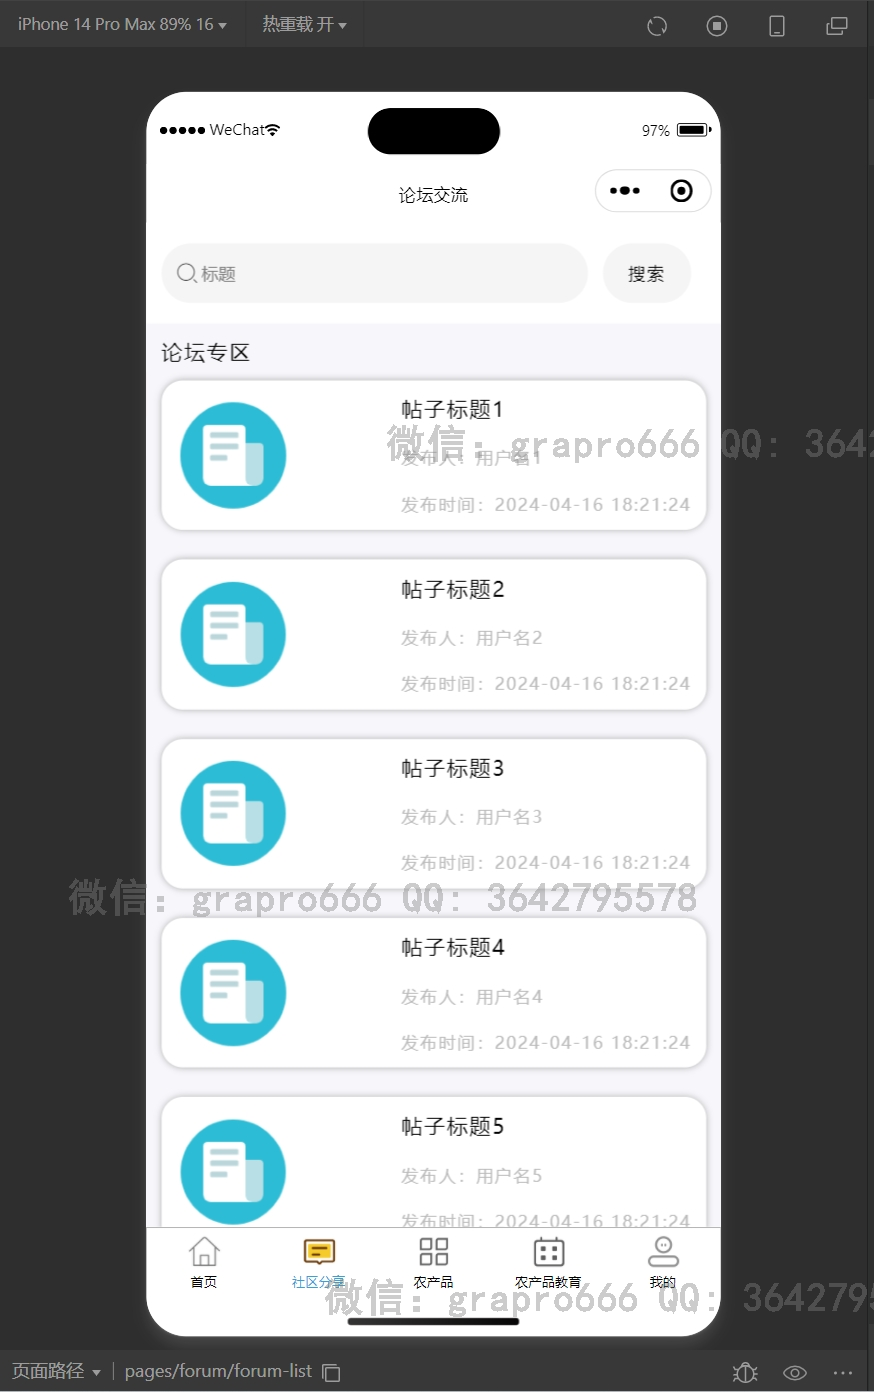 iPhone 14 Pro Max 89% 16 热重载 开
WeChat 97%
论坛交流
标题 搜索
论坛专区
帖子标题1
微信：grapro666 QQ: 3642
发布人：用户名1
发布时间：2024-04-16 18:21:24
帖子标题2
发布人：用户名2
发布时间：2024-04-16 18:21:24
帖子标题3
发布人：用户名3
发布时间：2024-04-16 18:21:24
微信：grapro666 QQ: 3642795578
帖子标题4
发布人：用户名4
发布时间：2024-04-16 18:21:24
帖子标题5
发布人：用户名5
发布时间：2024-04-16 18:21:24
首页 社区分享 农产品 农产品教育 我的
微信：grapro666 QQ: 3642795
页面路径 pages/forum/forum-list